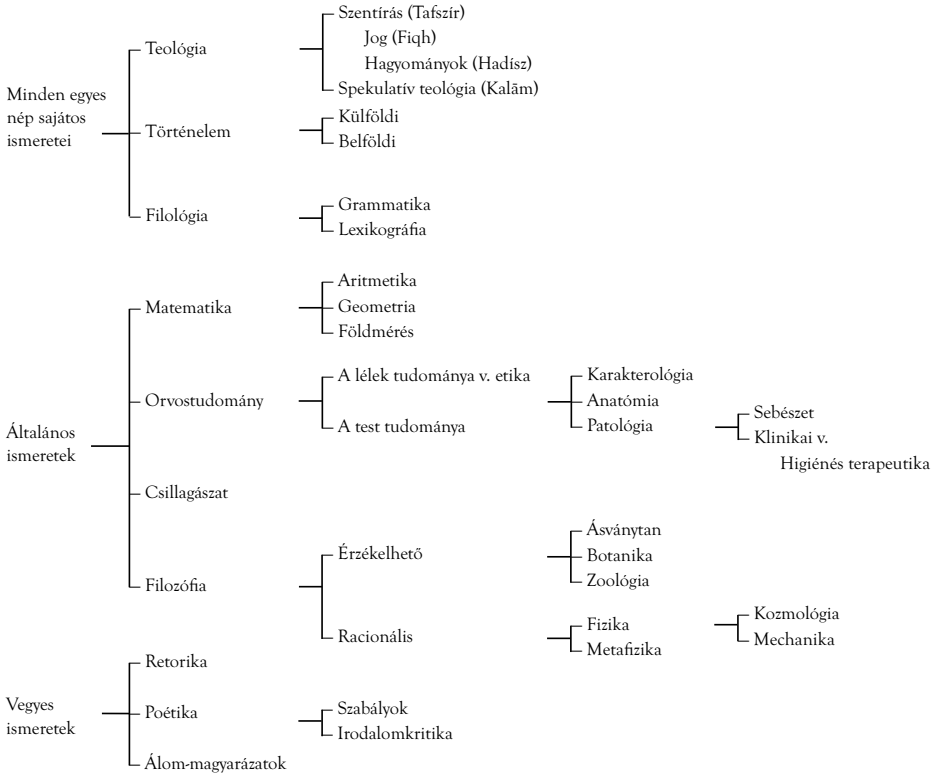 Szentírás (Tafszír)
Teológia
Jog (Fiqh)
Hagyományok (Hadísz)
Spekulatív teológia (Kalām)
Minden egyes
nép sajátos
ismeretei
Történelem
Külföldi
Belföldi
Filológia
Grammatika
Lexikográfia
Általános
ismeretek
Matematika
Aritmetika
Geometria
Földmérés
Orvostudomány
A lélek tudománya v. etika
A test tudománya
Karakterológia
Anatómia
Patológia
Sebészet
Klinikai v.
Higiénés terapeutika
Csillagászat
Filozófia
Érzékelhető
Ásványtan
Botanika
Zoológia
Racionális
Fizika
Metafizika
Kozmológia
Mechanika
Vegyes
ismeretek
Retorika
Poétika
Szabályok
Irodalomkritika
Álom-magyarázatok